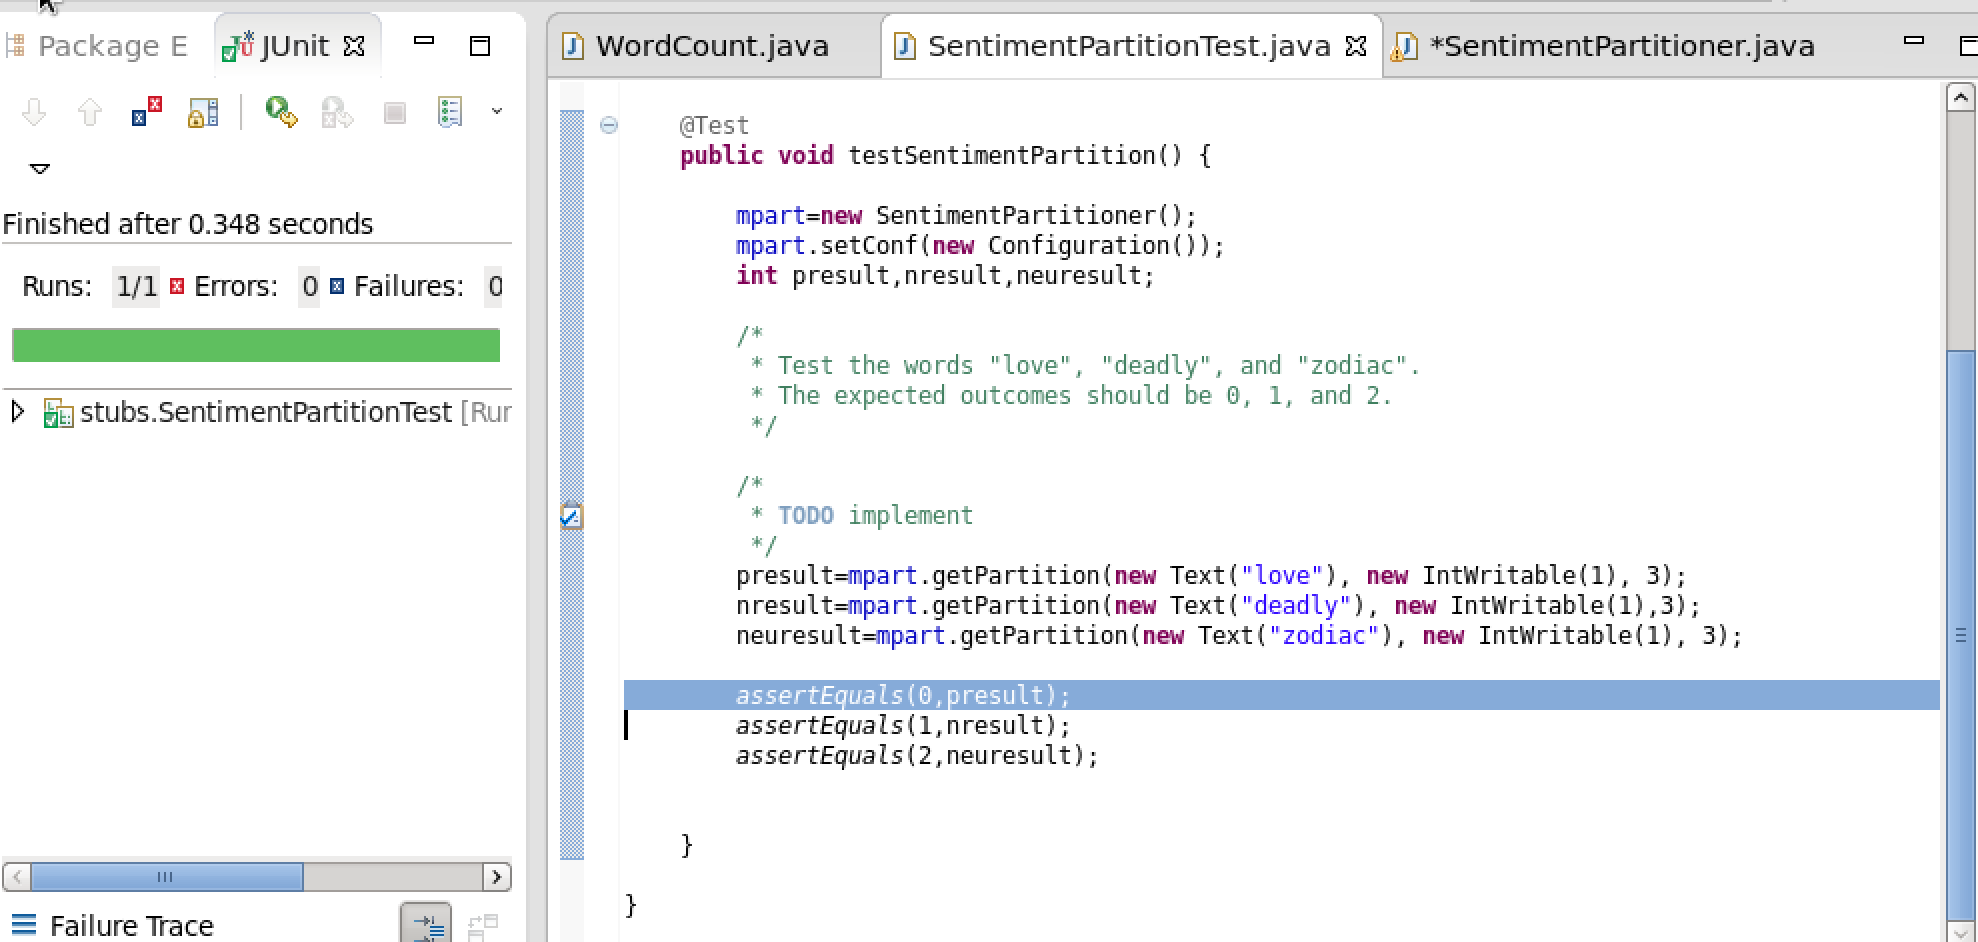 Package E JUnit
Finished after 0.348 seconds
Runs: 1/1 Errors: 0 Failures: 0
stubs.SentimentPartitionTest [Run
Failure Trace
WordCount.java SentimentPartitionTest.java *SentimentPartitioner.java
@Test
public void testSentimentPartition() {
mpart=new SentimentPartitioner();
mpart.setConf(new Configuration());
int presult,nresult,neuresult;
/*
* Test the words "love", "deadly", and "zodiac".
* The expected outcomes should be 0, 1, and 2.
*/
/*
* TODO implement
*/
presult=mpart.getPartition(new Text("love"), new IntWritable(1), 3);
nresult=mpart.getPartition(new Text("deadly"), new IntWritable(1),3);
neuresult=mpart.getPartition(new Text("zodiac"), new IntWritable(1), 3);
assertEquals(0,presult);
assertEquals(1,nresult);
assertEquals(2,neuresult);
}
}